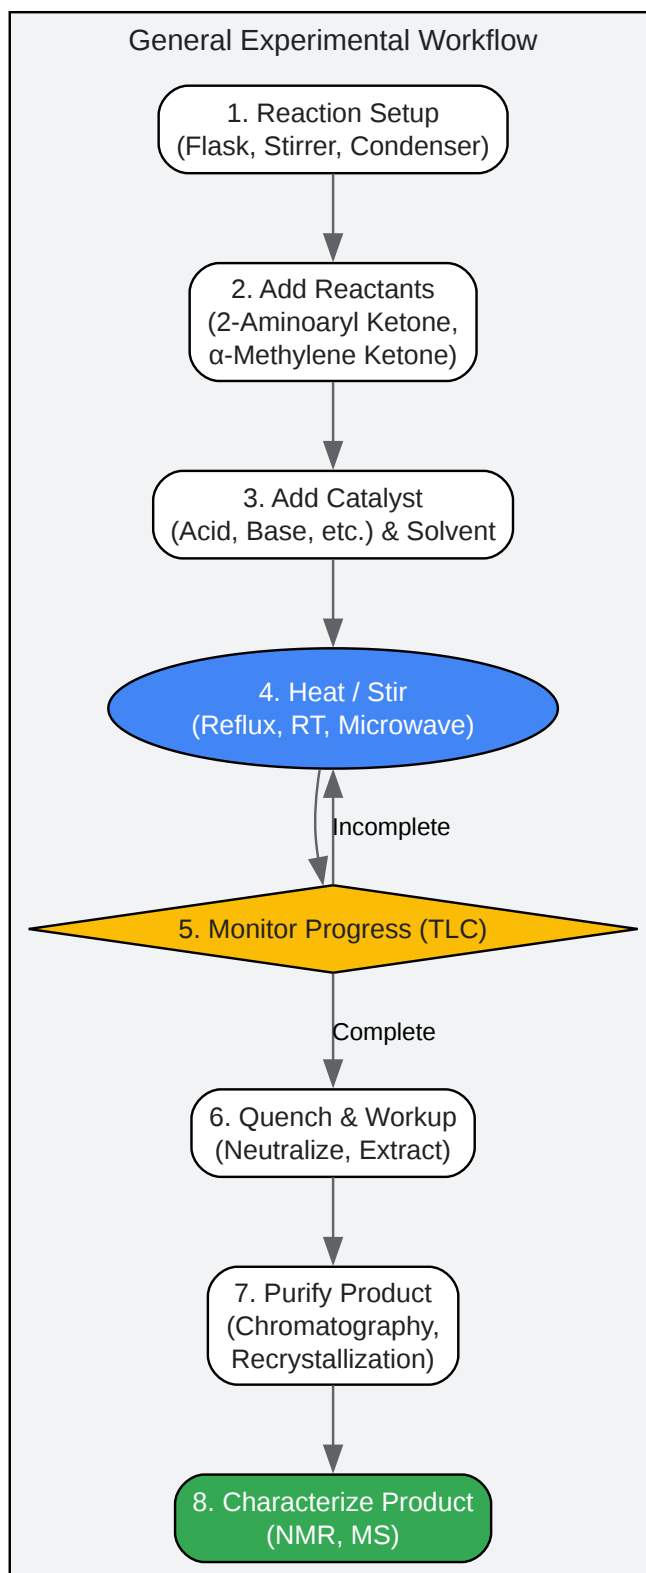 General Experimental Workflow
1. Reaction Setup
(Flask, Stirrer, Condenser)
2. Add Reactants
(2-Aminoaryl Ketone,
α-Methylene Ketone)
3. Add Catalyst
(Acid, Base, etc.) & Solvent
4. Heat / Stir
(Reflux, RT, Microwave)
Incomplete
5. Monitor Progress (TLC)
Complete
6. Quench & Workup
(Neutralize, Extract)
7. Purify Product
(Chromatography,
Recrystallization)
8. Characterize Product
(NMR, MS)